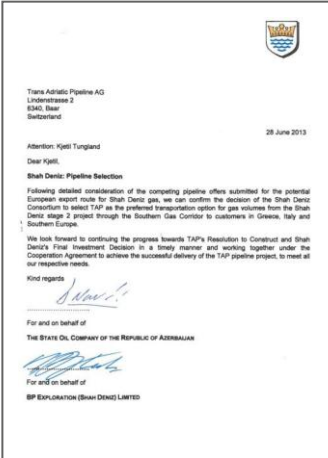 Trans Adriatic Pipeline AG
Lindenstrasse 2
6340, Baar
Switzerland
28 June 2013
Attention: Kjetil Tungland
Dear Kjetil,
Shah Deniz: Pipeline Selection
Following detailed consideration of the competing pipeline offers submitted for the potential
European export route for Shah Deniz gas, we can confirm the decision of the Shah Deniz
Consortium to select TAP as the preferred transportation option for gas volumes from the Shah
Deniz stage 2 project through the Southern Gas Corridor to customers in Greece, Italy and
Southern Europe.
We look forward to continuing the progress towards TAP's Resolution to Construct and Shah
Deniz's Final Investment Decision in a timely manner and working together under the
Cooperation Agreement to achieve the successful delivery of the TAP pipeline project, to meet all
our respective needs.
Kind regards
For and on behalf of
THE STATE OIL COMPANY OF THE REPUBLIC OF AZERBAIJAN
For and on behalf of
BP EXPLORATION (SHAH DENIZ) LIMITED